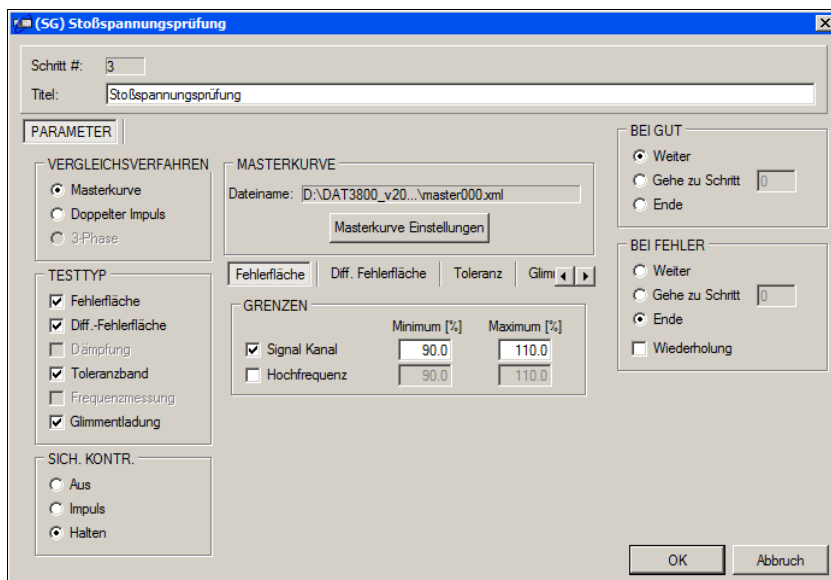 (SG) Stoßspannungsprüfung
Schritt #: 3
Titel: Stoßspannungsprüfung
PARAMETER
VERGLEICHSVERFAHREN
Masterkurve
Doppelter Impuls
3-Phase
TESTTYP
Fehlerfläche
Diff.-Fehlerfläche
Dämpfung
Toleranzband
Frequenzmessung
Glimmentladung
SICH. KONTR.
Aus
Impuls
Halten
MASTERKURVE
Dateiname: D:\DAT3800_v20...\master000.xml
Masterkurve Einstellungen
Fehlerfläche Diff. Fehlerfläche Toleranz
GRENZEN
Minimum [%] Maximum [%]
Signal Kanal 90.0 110.0
Hochfrequenz 90.0 110.0
BEI GUT
Weiter
Gehe zu Schritt 0
Ende
BEI FEHLER
Weiter
Gehe zu Schritt 0
Ende
Wiederholung
OK Abbruch